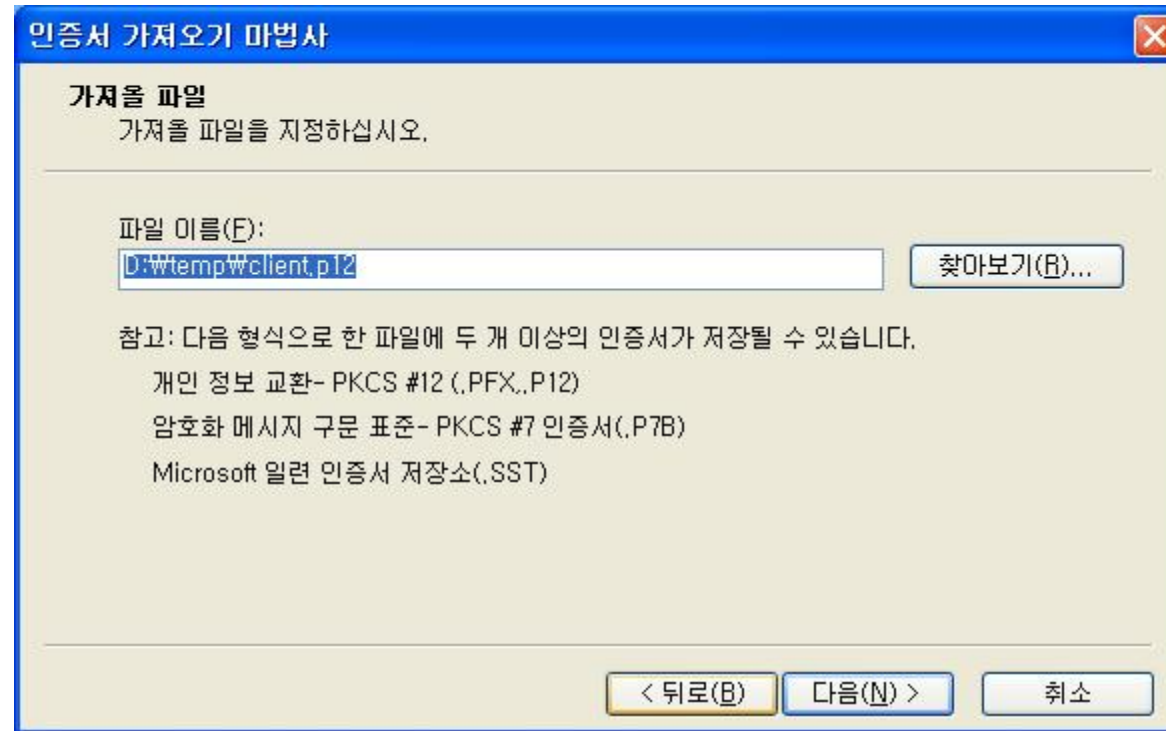 인증서 가져오기 마법사
가져올 파일
가져올 파일을 지정하십시오.
파일 이름(F):
D:₩temp₩client.p12
찾아보기(R)...
참고: 다음 형식으로 한 파일에 두 개 이상의 인증서가 저장될 수 있습니다.
개인 정보 교환- PKCS #12 (.PFX,.P12)
암호화 메시지 구문 표준- PKCS #7 인증서(.P7B)
Microsoft 일련 인증서 저장소(.SST)
< 뒤로(B)
다음(N) >
취소